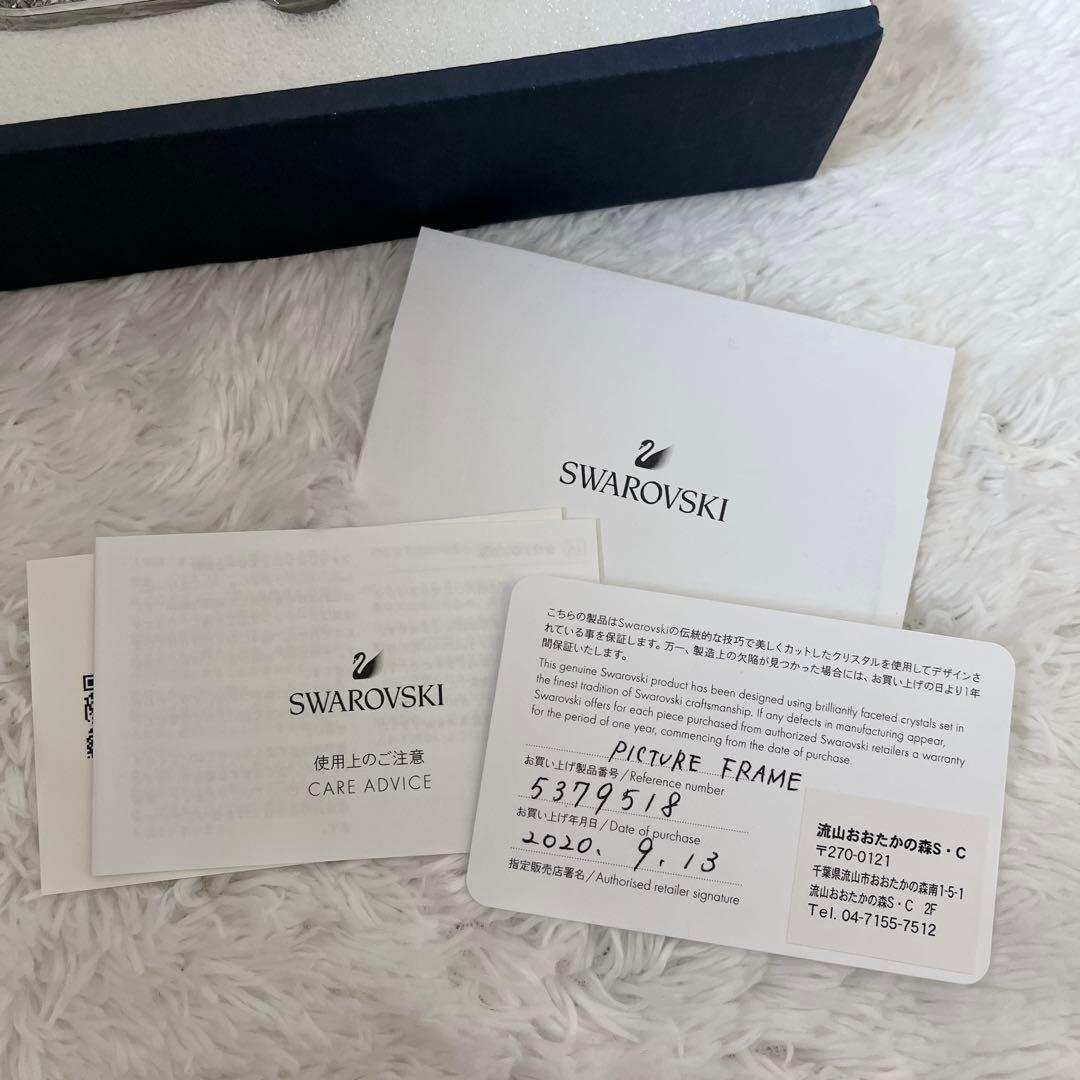 SWAROVSKI
SWAROVSKI
使用上のご注意
CARE ADVICE
こちらの製品はSwarovskiの伝統的な技巧で美しくカットしたクリスタルを使用してデザインさ
れている事を保証します。万一、製造上の欠陥が見つかった場合には、お買い上げの日より1年
間保証いたします。
This genuine Swarovski product has been designed using brilliantly faceted crystals set in
the finest tradition of Swarovski craftsmanship. If any defects in manufacturing appear,
Swarovski offers for each piece purchased from authorized Swarovski retailers a warranty
for the period of one year, commencing from the date of purchase.
PICTURE FRAME
お買い上げ製品番号/Reference number
5379518
お買い上げ年月日/Date of purchase
2020、9.13
指定販売店署名/Authorised retailer signature
流山おおたかの森S・C
〒270-0121
千葉県流山市おおたかの森南1-5-1
流山おおたかの森S・C 2F
Tel. 04-7155-7512